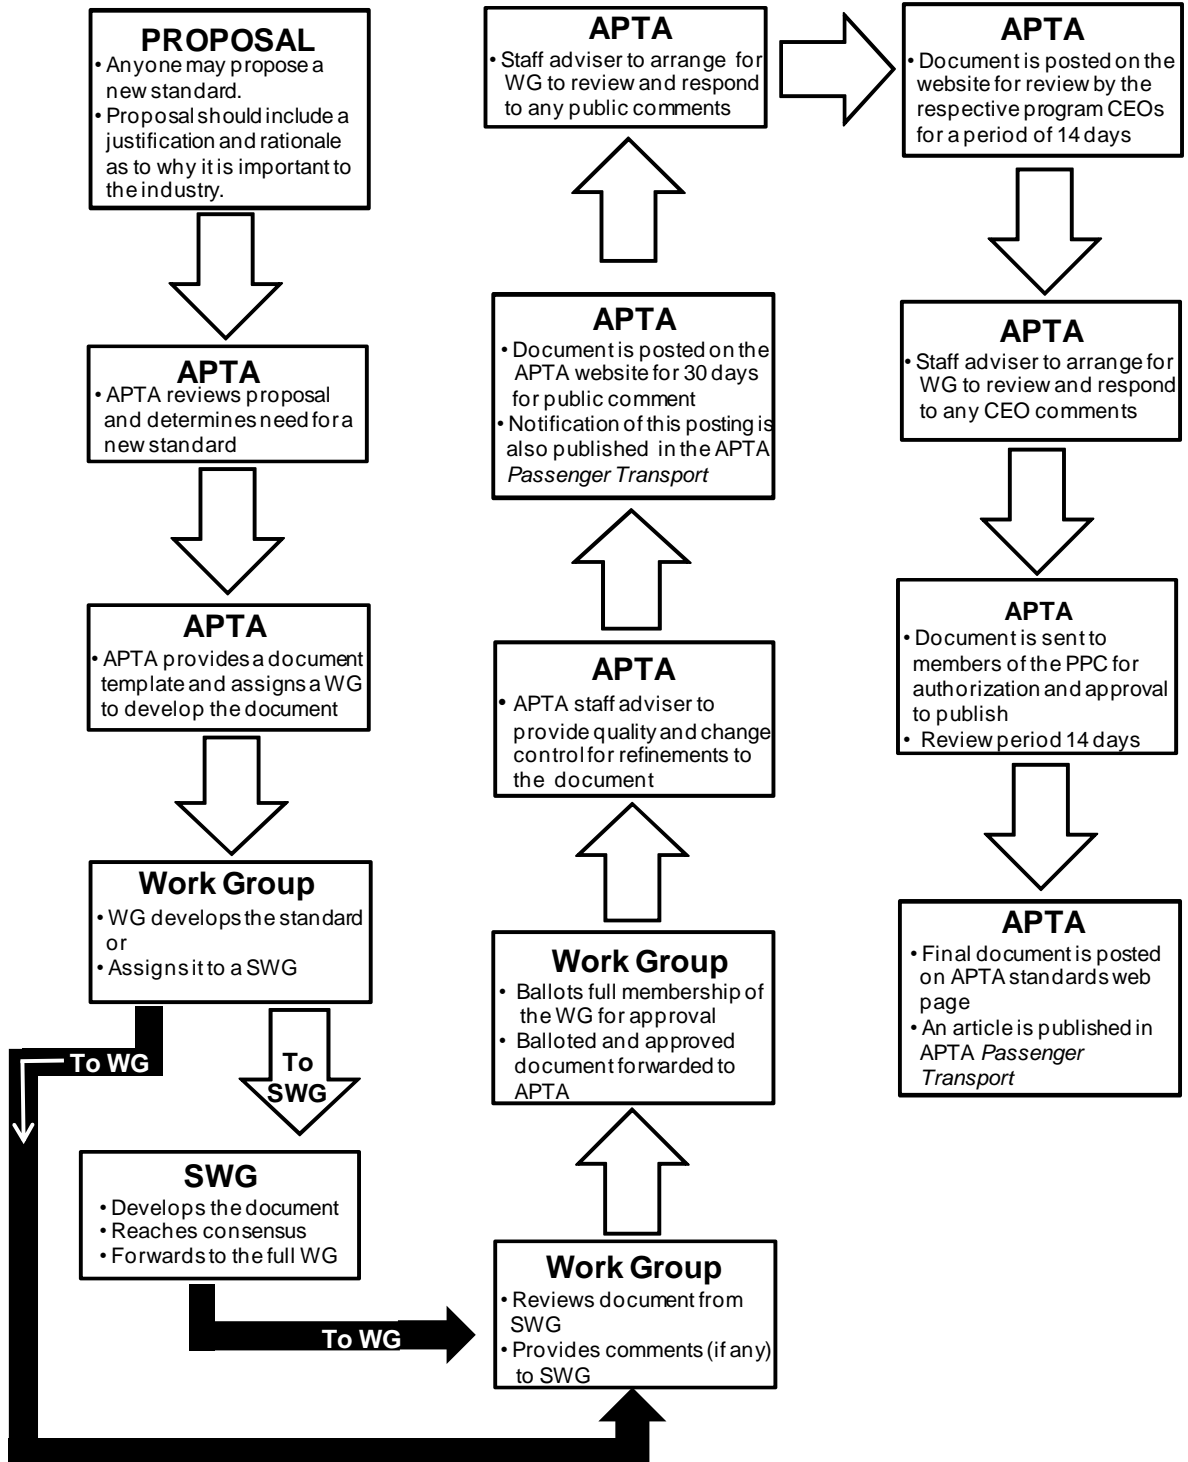 PROPOSAL
• Anyone may propose a
new standard.
• Proposal should include a
justification and rationale
as to why it is important to
the industry.
APTA
• APTA reviews proposal
and determines need for a
new standard
APTA
• APTA provides a document
template and assigns a WG
to develop the document
Work Group
• WG develops the standard
or
• Assigns it to a SWG
To WG
To
SWG
SWG
• Develops the document
• Reaches consensus
• Forwards to the full WG
To WG
Work Group
• Reviews document from
SWG
• Provides comments (if any)
to SWG
Work Group
• Ballots full membership of
the WG for approval
• Balloted and approved
document forwarded to
APTA
APTA
• APTA staff adviser to
provide quality and change
control for refinements to
the document
APTA
• Document is posted on the
APTA website for 30 days
for public comment
• Notification of this posting is
also published in the APTA
Passenger Transport
APTA
• Staff adviser to arrange for
WG to review and respond
to any public comments
APTA
• Document is posted on the
website for review by the
respective program CEOs
for a period of 14 days
APTA
• Staff adviser to arrange for
WG to review and respond
to any CEO comments
APTA
• Document is sent to
members of the PPC for
authorization and approval
to publish
• Review period 14 days
APTA
• Final document is posted
on APTA standards web
page
• An article is published in
APTA Passenger
Transport